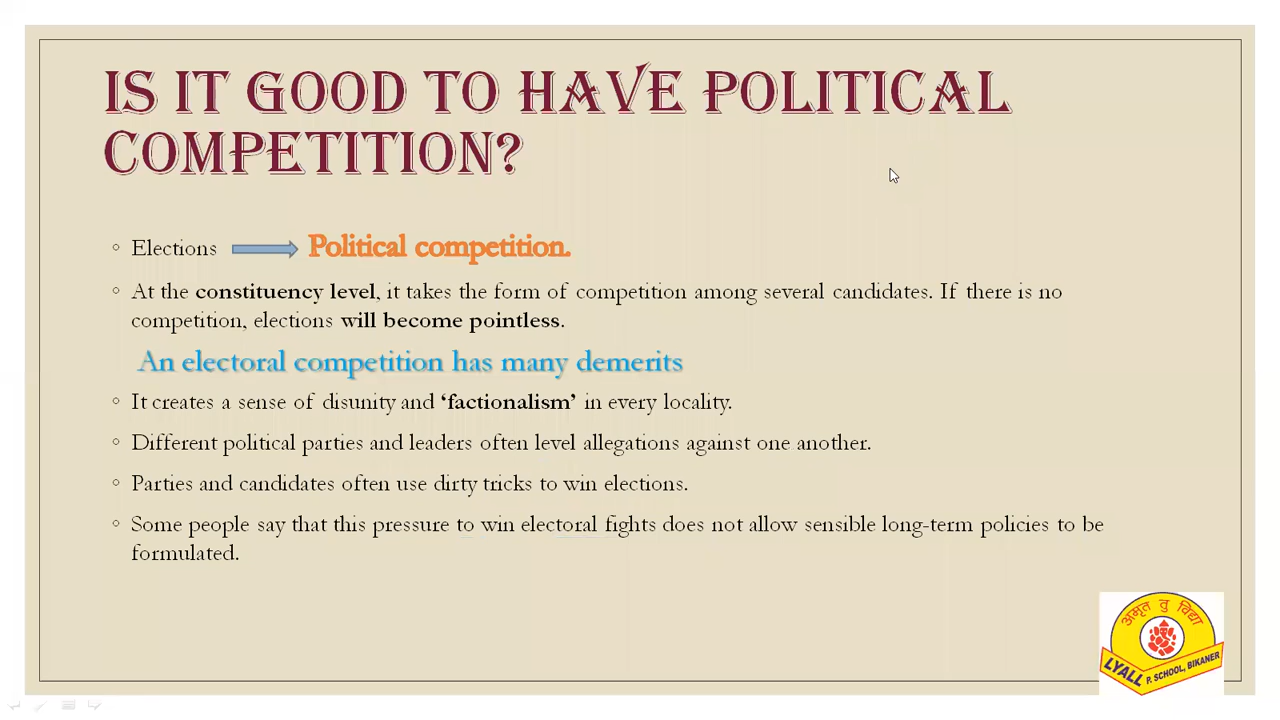 IS IT GOOD TO HAVE POLITICAL
COMPETITION?
Elections
Political competition.
At the constituency level, it takes the form of competition among several candidates. If there is no
competition, elections will become pointless.
An electoral competition has many demerits
It creates a sense of disunity and ‘factionalism’ in every locality.
Different political parties and leaders often level allegations against one another.
Parties and candidates often use dirty tricks to win elections.
Some people say that this pressure to win electoral fights does not allow sensible long-term policies to be
formulated.
अमृतं तु विद्या
LYALL P. SCHOOL, BIKANER